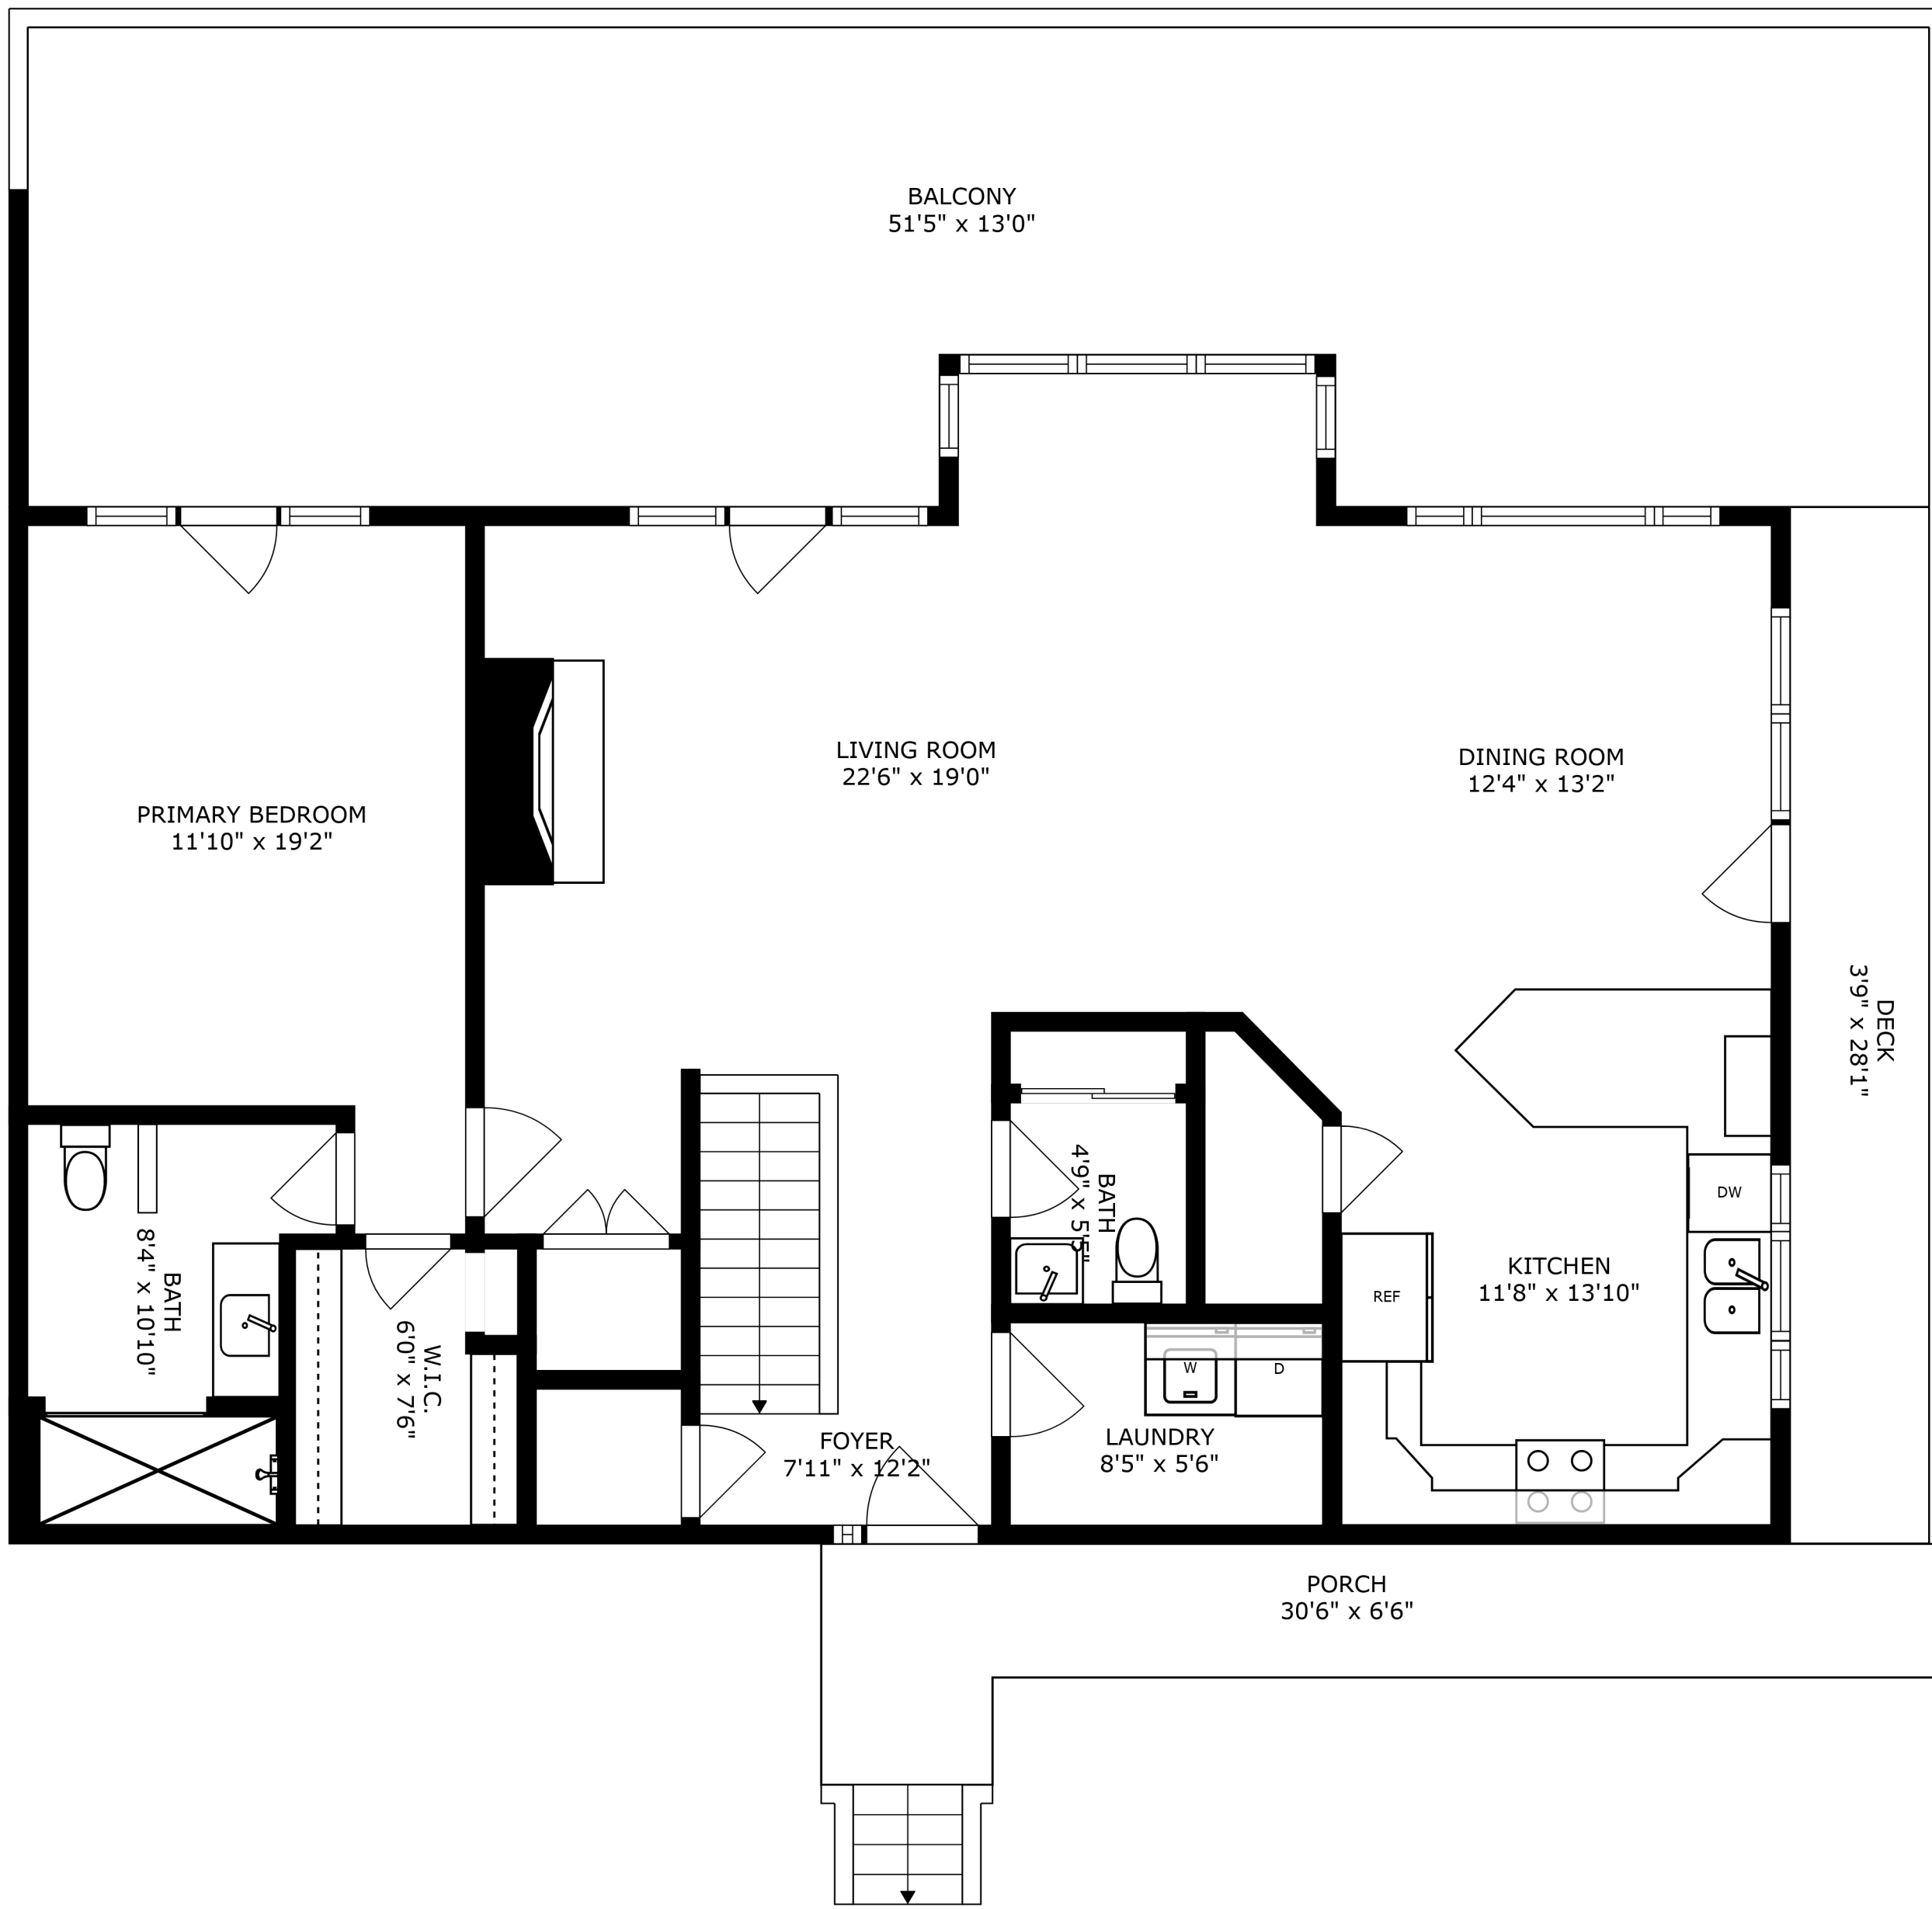 BALCONY
51'5" x 13'0"
LIVING ROOM
22'6" x 19'0"
DINING ROOM
12'4" x 13'2"
PRIMARY BEDROOM
11'10" x 19'2"
DECK
3'9" x 28'1"
BATH
4'9" x 5'5"
DW
BATH
8'4" x 10'10"
KITCHEN
11'8" x 13'10"
REF
W.I.C.
6'0" x 7'6"
W
D
FOYER
7'11" x 12'2"
LAUNDRY
8'5" x 5'6"
PORCH
30'6" x 6'6"